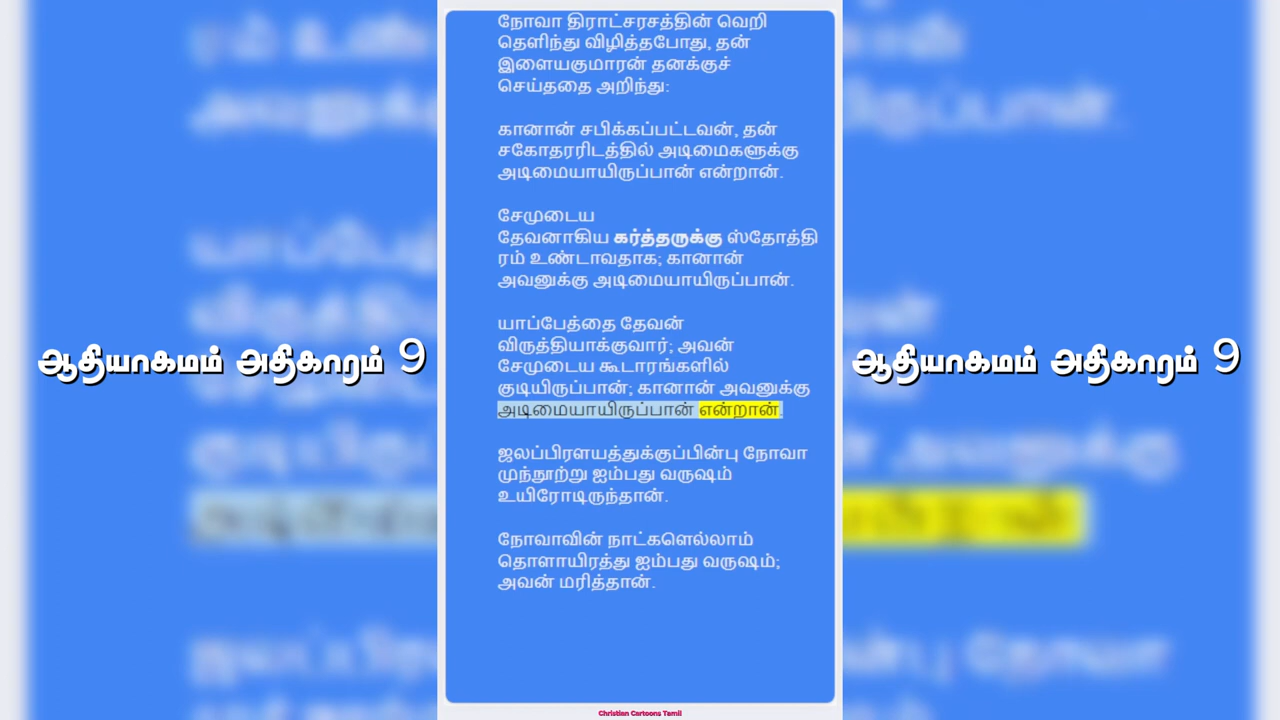 நோவா திராட்சரசத்தின் வெறி
தெளிந்து விழித்தபோது, தன்
இளையகுமாரன் தனக்குச்
செய்ததை அறிந்து:
கானான் சபிக்கப்பட்டவன், தன்
சகோதரரிடத்தில் அடிமைகளுக்கு
அடிமையாயிருப்பான் என்றான்.
சேமுடைய
தேவனாகிய கர்த்தருக்கு ஸ்தோத்தி
ரம் உண்டாவதாக; கானான்
அவனுக்கு அடிமையாயிருப்பான்.
யாப்பேத்தை தேவன்
விருத்தியாக்குவார்; அவன்
சேமுடைய கூடாரங்களில்
குடியிருப்பான்; கானான் அவனுக்கு
அடிமையாயிருப்பான் என்றான்.
ஜலப்பிரளயத்துக்குப்பின்பு நோவா
முந்நூற்று ஐம்பது வருஷம்
உயிரோடிருந்தான்.
நோவாவின் நாட்களெல்லாம்
தொளாயிரத்து ஐம்பது வருஷம்;
அவன் மரித்தான்.
ஆதியாகமம் அதிகாரம் 9
ஆதியாகமம் அதிகாரம் 9
Christian Cartoons Tamil